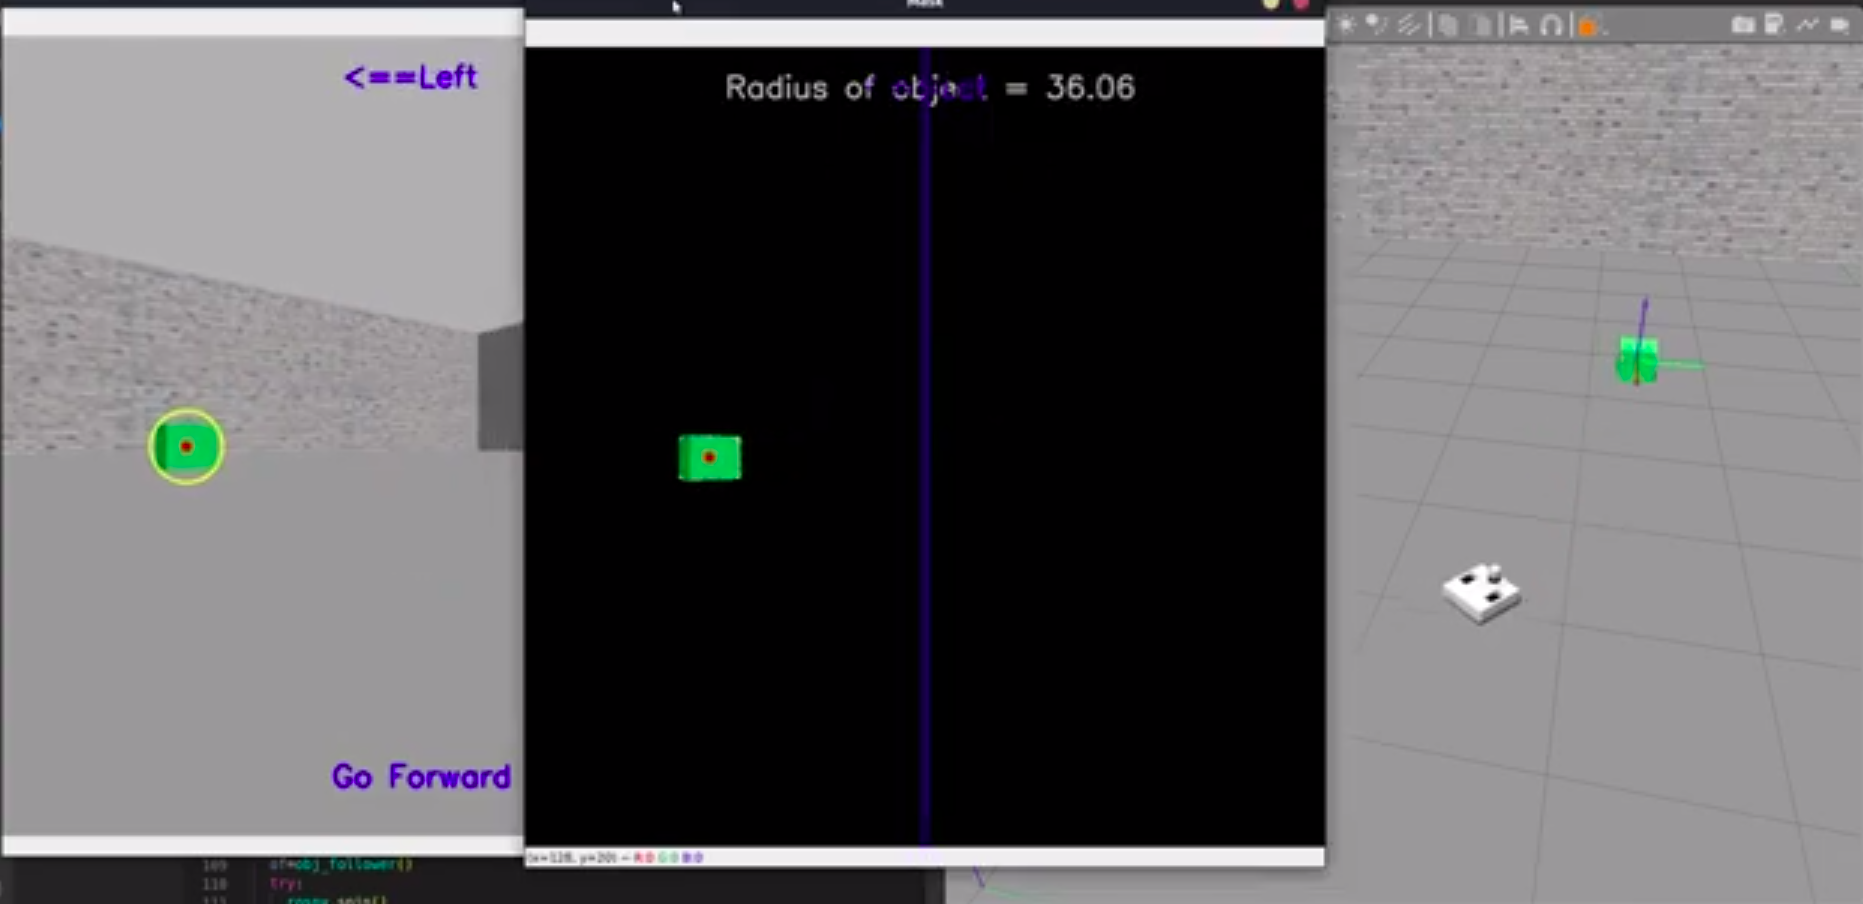 Mask
<==Left
Radius of object = 36.06
Go Forward
(x=128, y=20) ~ R:0 G:0 B:0
109 of=obj_follower()
110 try:
111 rospy.spin()